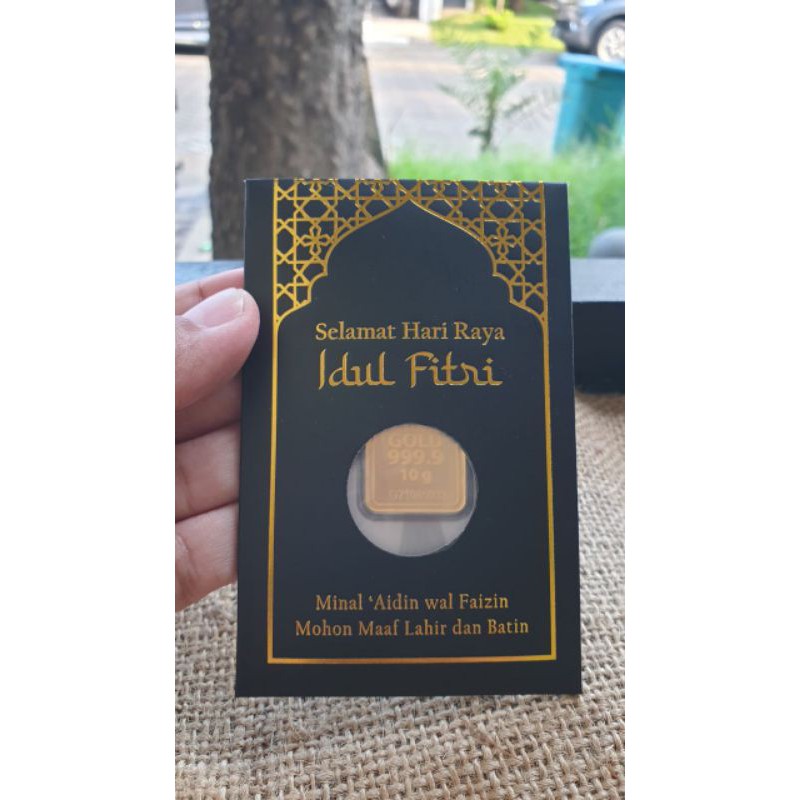 Selamat Hari Raya
Idul Fitri
GOLD
999.9
10 g
Minal ‘Aidin wal Faizin
Mohon Maaf Lahir dan Batin